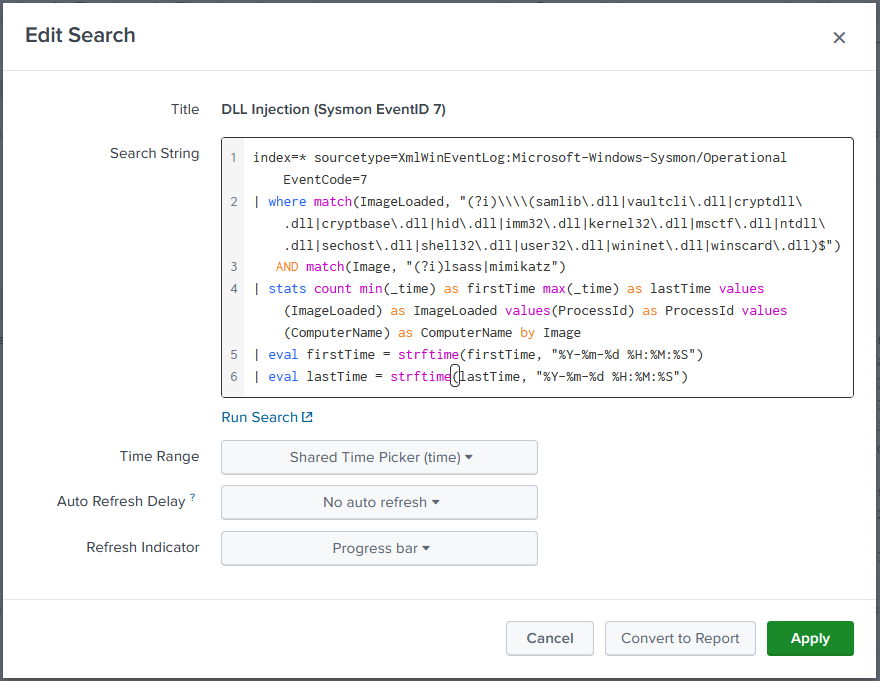 Edit Search
×
Title DLL Injection (Sysmon EventID 7)
Search String
1 index=* sourcetype=XmlWinEventLog:Microsoft-Windows-Sysmon/Operational
EventCode=7
2 | where match(ImageLoaded, "(?i)\\\\(samlib\.dll|vaultcli\.dll|cryptdll\
.dll|cryptbase\.dll|hid\.dll|imm32\.dll|kernel32\.dll|msctf\.dll|ntdll\
.dll|sechost\.dll|shell32\.dll|user32\.dll|wininet\.dll|winscard\.dll)$")
3 AND match(Image, "(?i)lsass|mimikatz")
4 | stats count min(_time) as firstTime max(_time) as lastTime values
(ImageLoaded) as ImageLoaded values(ProcessId) as ProcessId values
(ComputerName) as ComputerName by Image
5 | eval firstTime = strftime(firstTime, "%Y-%m-%d %H:%M:%S")
6 | eval lastTime = strftime(lastTime, "%Y-%m-%d %H:%M:%S")
Run Search
Time Range Shared Time Picker (time)
Auto Refresh Delay ? No auto refresh
Refresh Indicator Progress bar
Cancel Convert to Report Apply